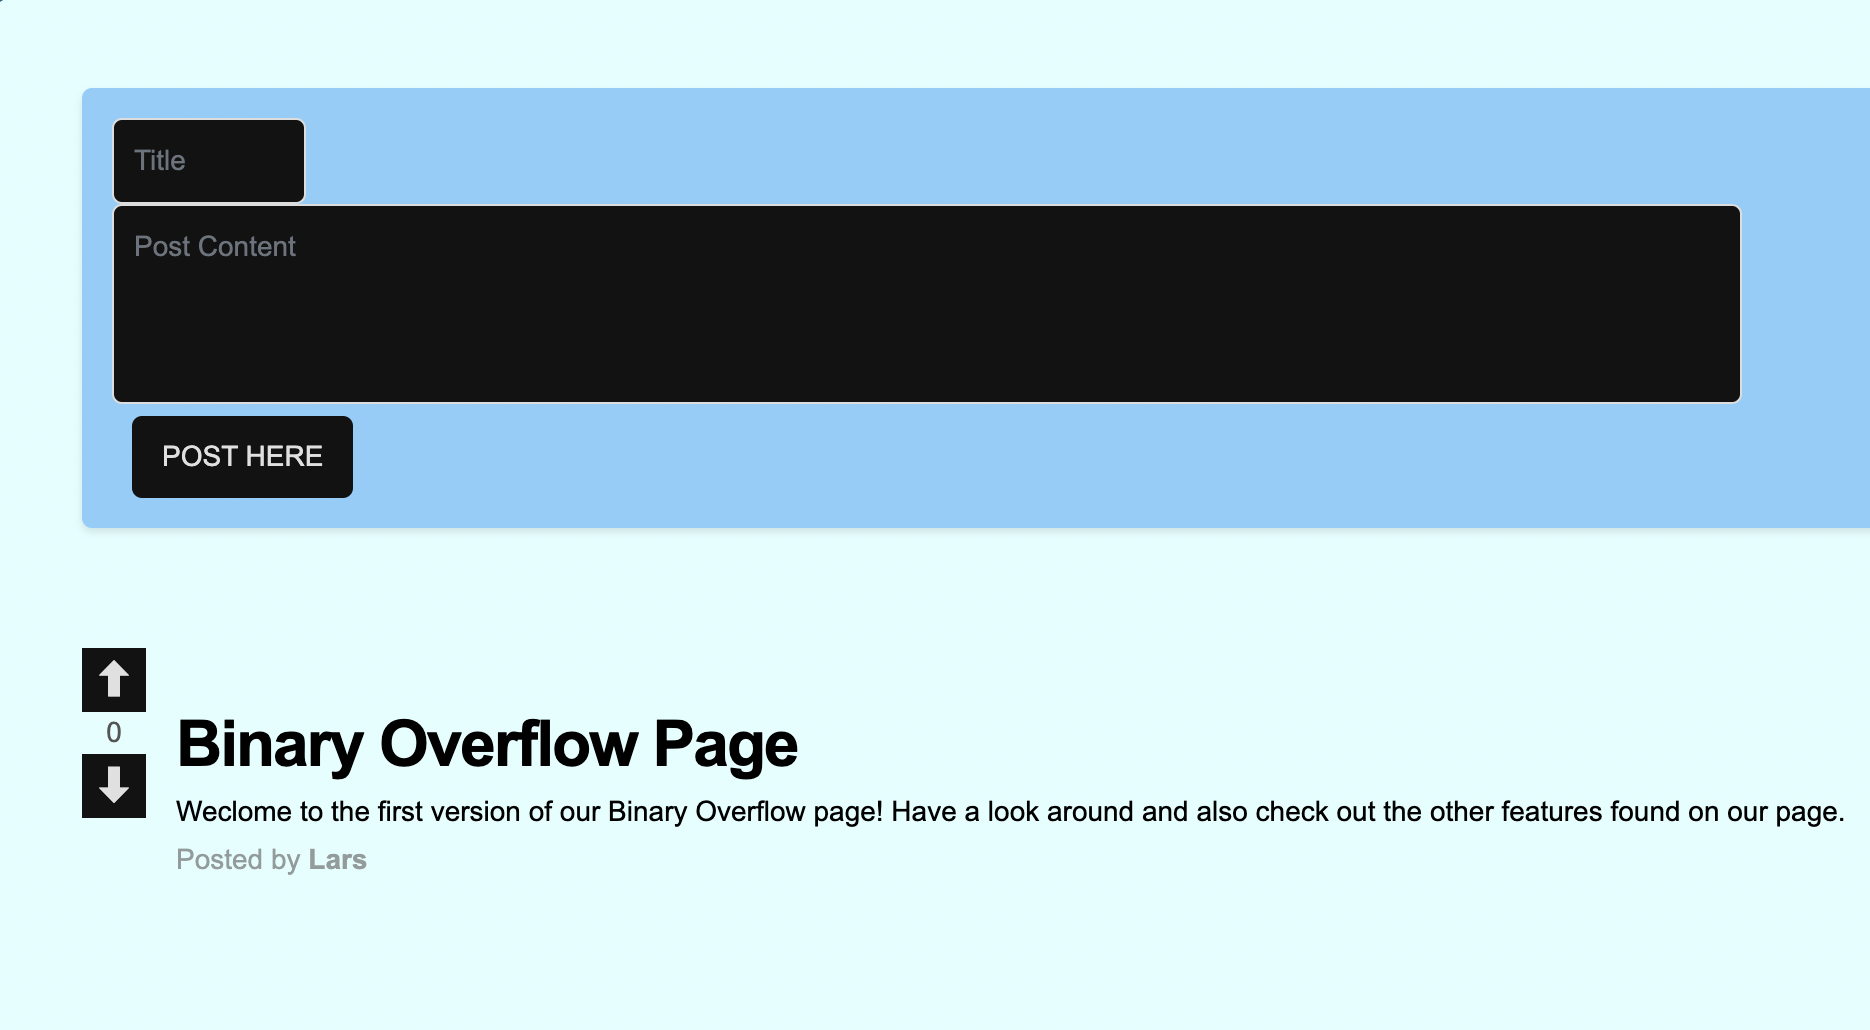 Title
Post Content
POST HERE
0
Binary Overflow Page
Weclome to the first version of our Binary Overflow page! Have a look around and also check out the other features found on our page.
Posted by Lars